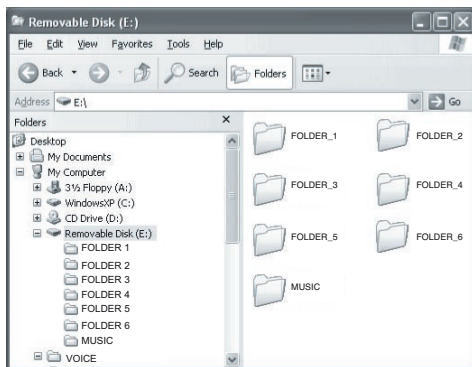 Removable Disk (E:)
File Edit View Favorites Tools Help
Back Search Folders
Address E:\ Go
Folders
Desktop
My Documents
My Computer
3½ Floppy (A:)
WindowsXP (C:)
CD Drive (D:)
Removable Disk (E:)
FOLDER 1
FOLDER 2
FOLDER 3
FOLDER 4
FOLDER 5
FOLDER 6
MUSIC
VOICE
FOLDER_1 FOLDER_2
FOLDER_3 FOLDER_4
FOLDER_5 FOLDER_6
MUSIC